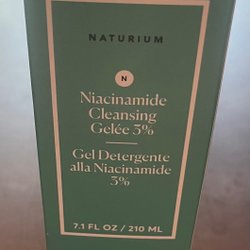 NATURIUM
N
Niacinamide
Cleansing
Gelée 3%
Gel Detergente
alla Niacinamide
3%
7.1 FL OZ / 210 ML